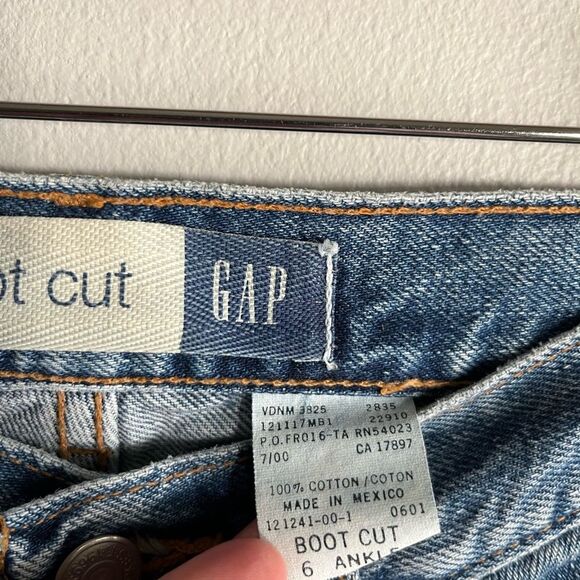 ot cut
GAP
VDNM 3825 2835
121117MB1 22910
P.O.FR016-TA RN54023
7/00 CA 17897
100% COTTON/COTON
MADE IN MEXICO
121241-00-1 0601
BOOT CUT
6 ANKLE